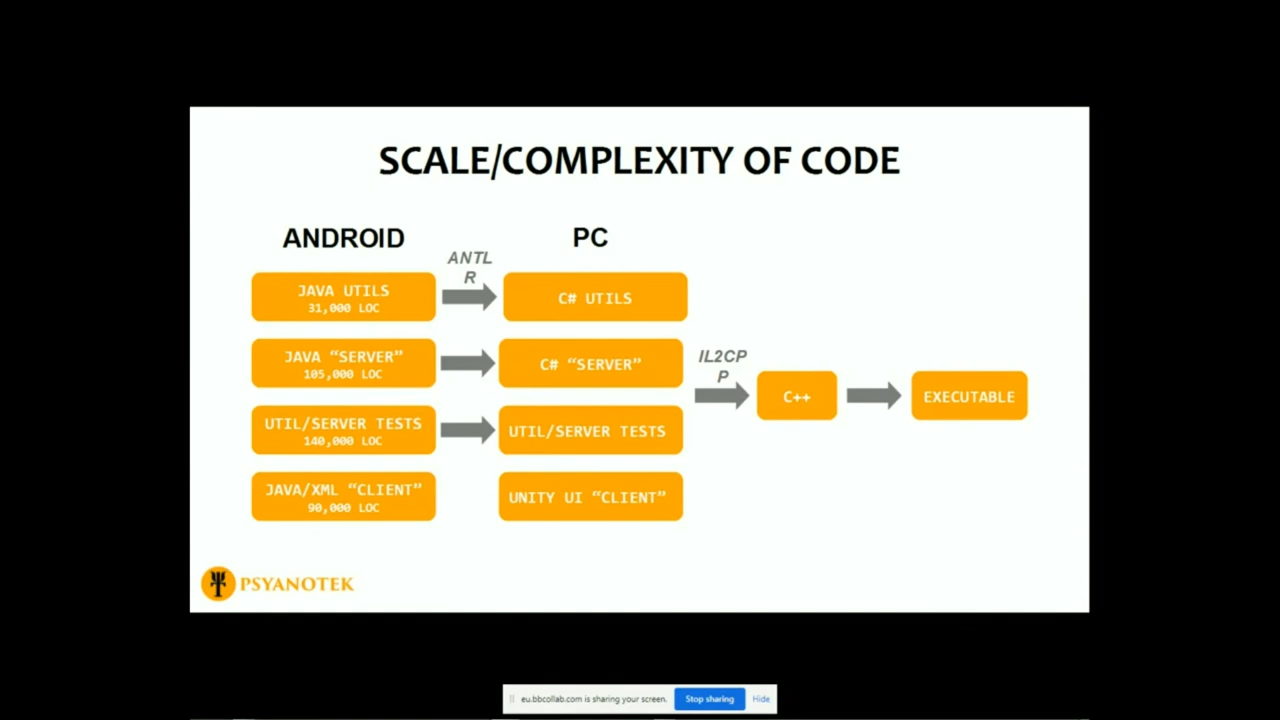 SCALE/COMPLEXITY OF CODE
ANDROID
PC
ANTL
R
JAVA UTILS
31,000 LOC
C# UTILS
JAVA “SERVER”
105,000 LOC
C# “SERVER”
IL2CP
P
UTIL/SERVER TESTS
140,000 LOC
UTIL/SERVER TESTS
C++
EXECUTABLE
JAVA/XML “CLIENT”
90,000 LOC
UNITY UI “CLIENT”
PSYANOTEK
eu.bbcollab.com is sharing your screen. Stop sharing Hide